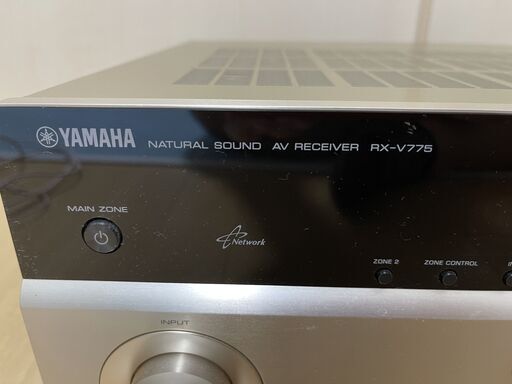 YAMAHA NATURAL SOUND AV RECEIVER RX-V775
MAIN ZONE
Network
ZONE 2 ZONE CONTROL
INPUT